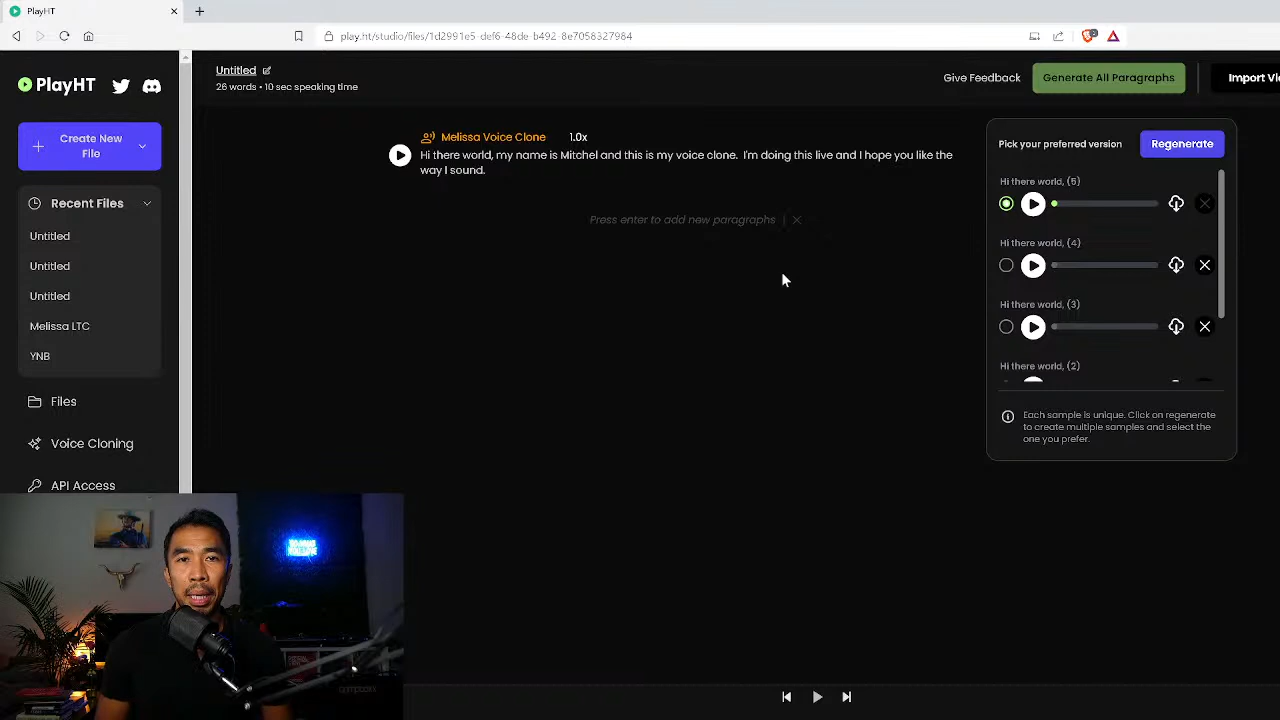 PlayHT
play.ht/studio/files/1d2991e5-def6-48de-b492-8e7058327984
PlayHT
Untitled
26 words • 10 sec speaking time
Give Feedback
Generate All Paragraphs
Create New
File
Recent Files
Untitled
Untitled
Untitled
Melissa LTC
YNB
Files
Voice Cloning
API Access
Melissa Voice Clone 1.0x
Hi there world, my name is Mitchel and this is my voice clone. I'm doing this live and I hope you like the
way I sound.
Press enter to add new paragraphs
Pick your preferred version
Regenerate
Hi there world, (5)
Hi there world, (4)
Hi there world, (3)
Hi there world, (2)
Each sample is unique. Click on regenerate
to create multiple samples and select the
one you prefer.